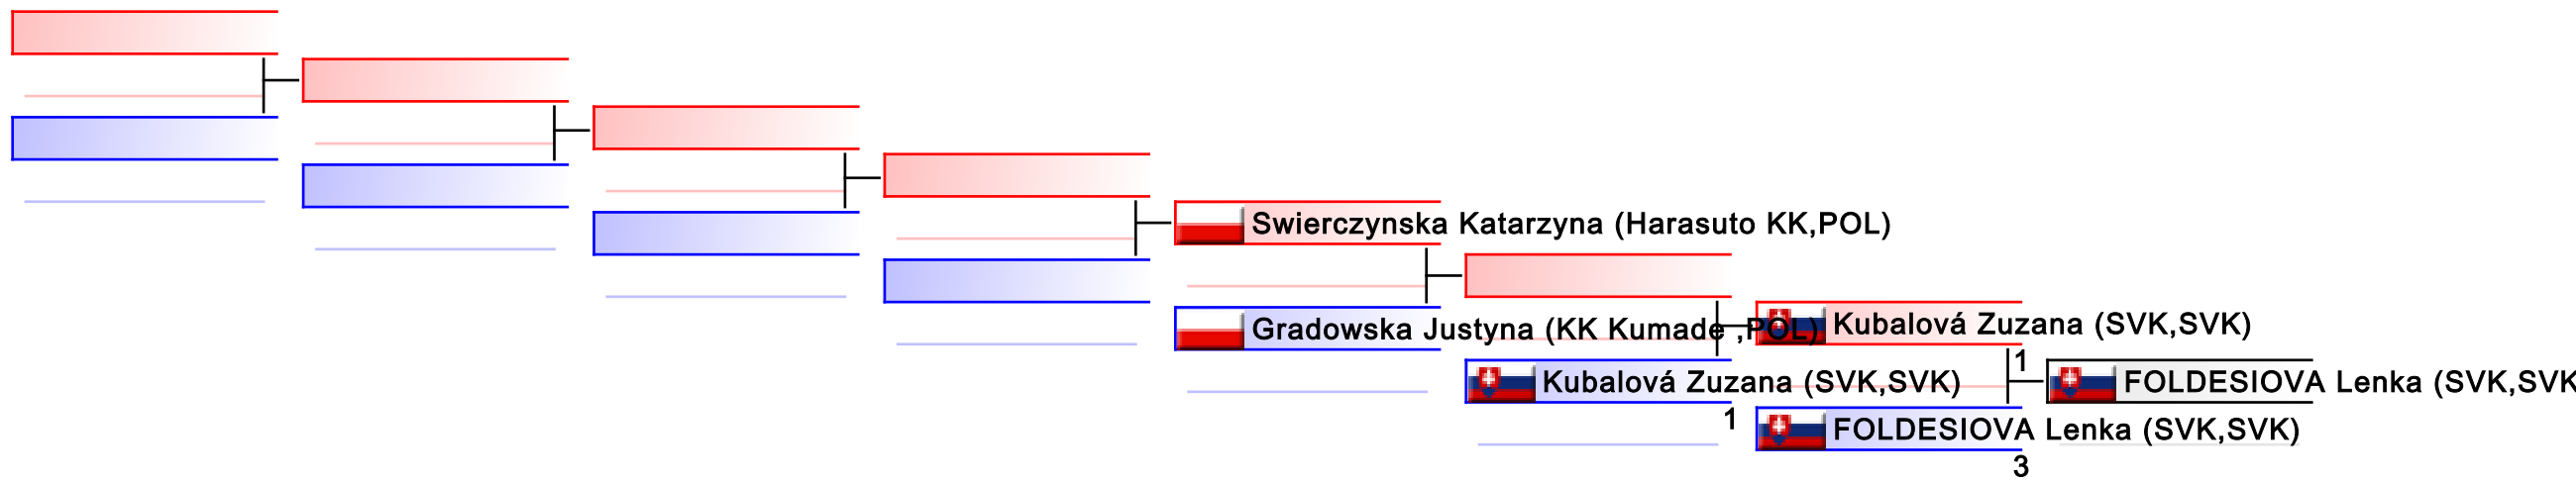 Swierczynska Katarzyna (Harasuto KK,POL)
Gradowska Justyna (KK Kumade ,POL)
Kubalová Zuzana (SVK,SVK)
1
Kubalová Zuzana (SVK,SVK)
FOLDESIOVA Lenka (SVK,SVK
1
FOLDESIOVA Lenka (SVK,SVK)
3